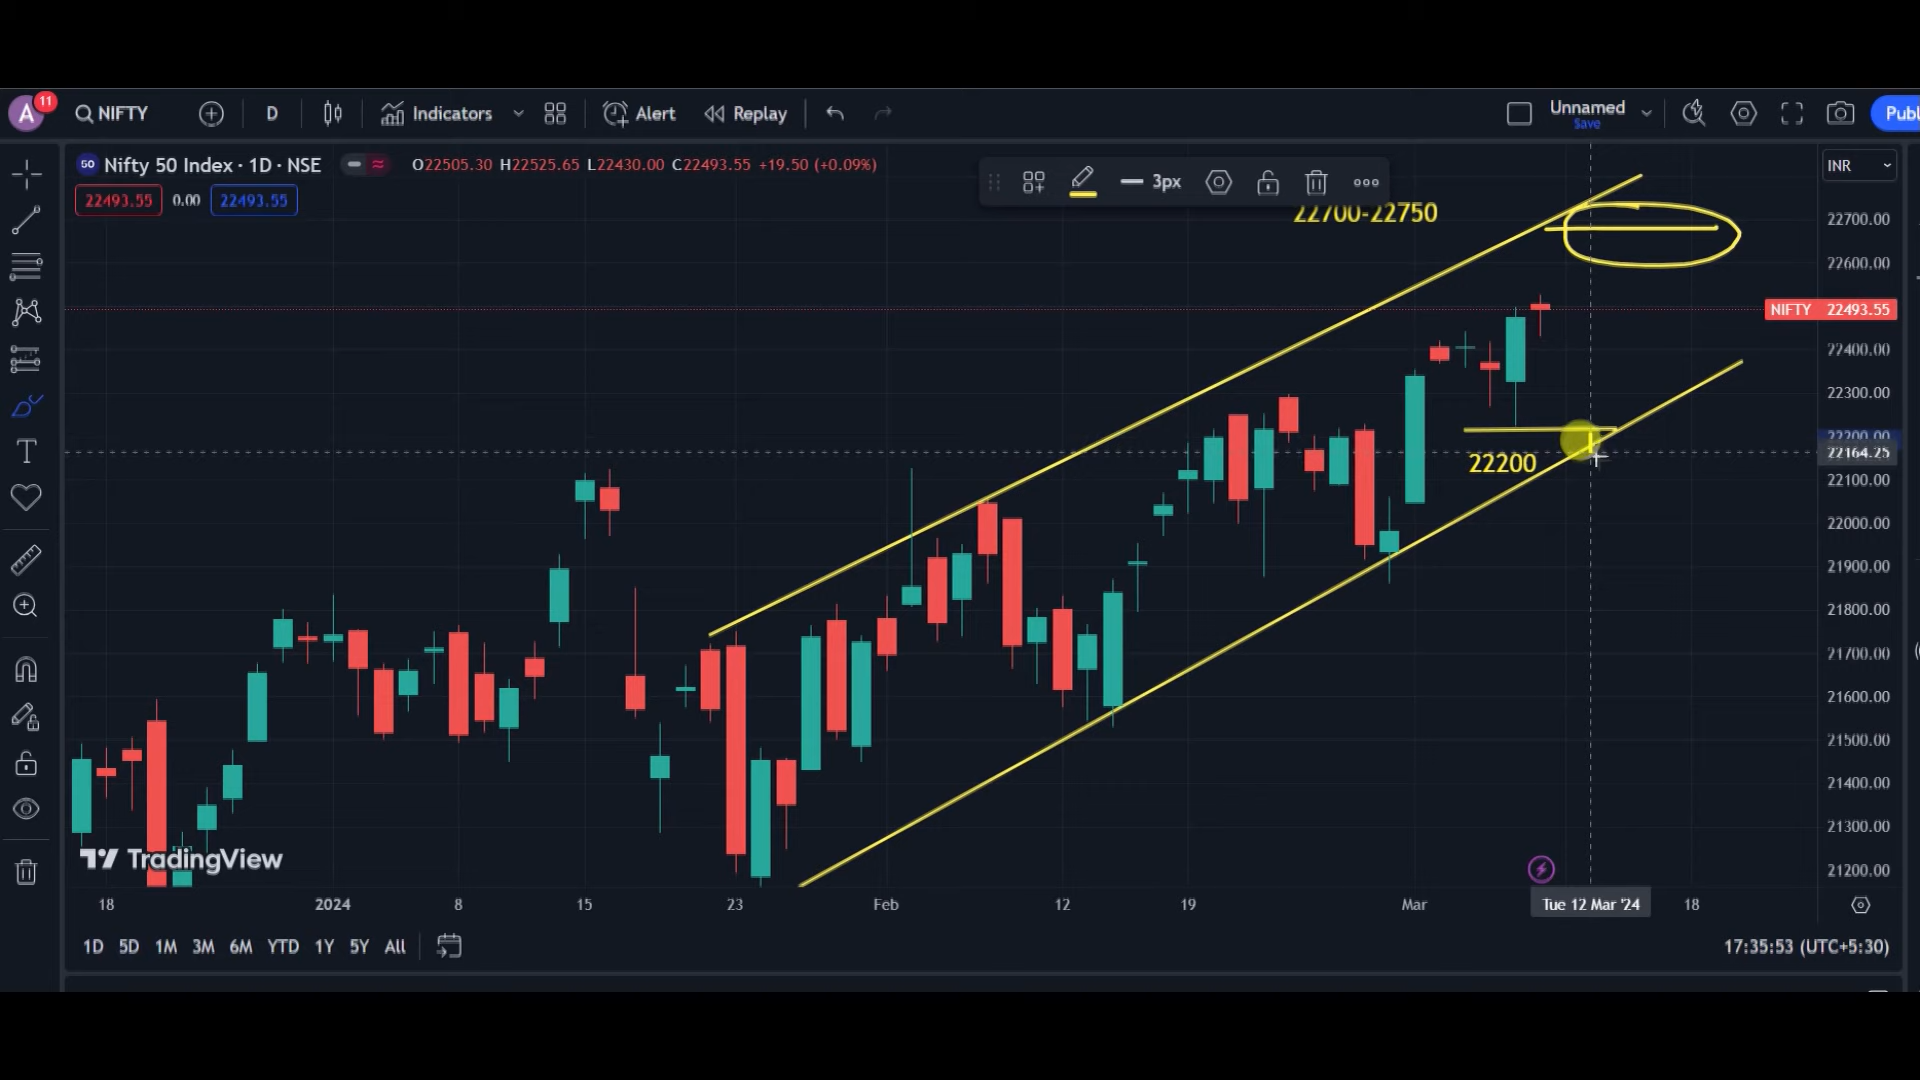 A
11
NIFTY
D
Indicators
Alert
Replay
Unnamed
Save
Publ
50 Nifty 50 Index · 1D · NSE
O22505.30 H22525.65 L22430.00 C22493.55 +19.50 (+0.09%)
INR
22493.55 0.00 22493.55
3px
22700-22750
22700.00
22600.00
NIFTY 22493.55
22400.00
22300.00
22200.00
22164.25
22200
22100.00
22000.00
21900.00
21800.00
21700.00
21600.00
21500.00
21400.00
21300.00
21200.00
TradingView
18 2024 8 15 23 Feb 12 19 Mar Tue 12 Mar '24 18
1D 5D 1M 3M 6M YTD 1Y 5Y All
17:35:53 (UTC+5:30)